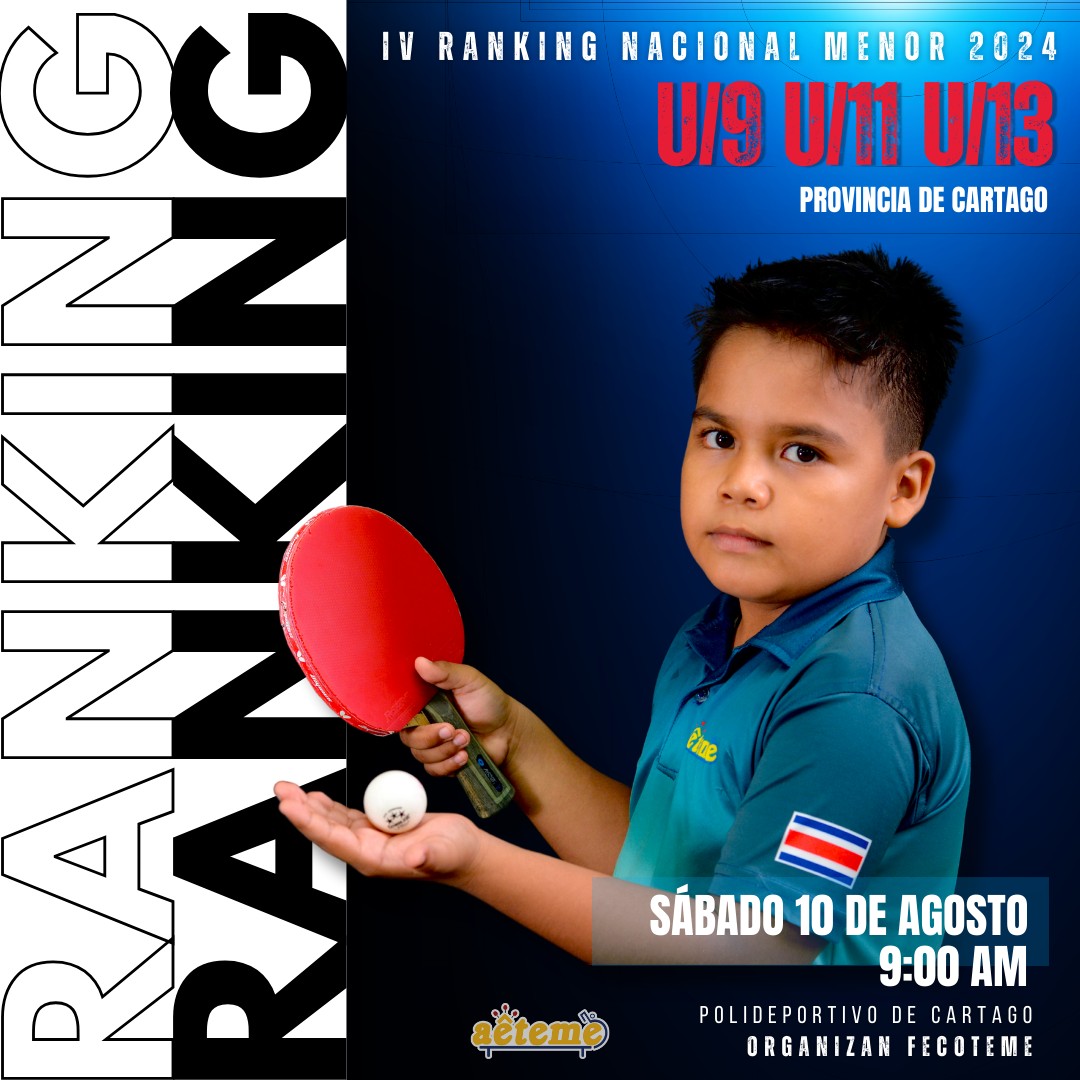 RANKING
RANKING
IV RANKING NACIONAL MENOR 2024
U/9 U/11 U/13
PROVINCIA DE CARTAGO
SÁBADO 10 DE AGOSTO
9:00 AM
POLIDEPORTIVO DE CARTAGO
ORGANIZAN FECOTEME
aêteme